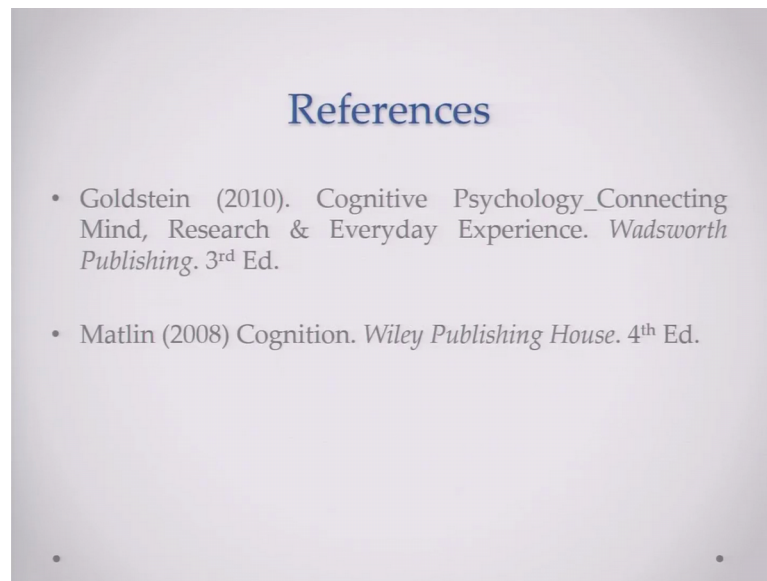 References
• Goldstein (2010). Cognitive Psychology_Connecting
Mind, Research & Everyday Experience. Wadsworth
Publishing. 3rd Ed.
• Matlin (2008) Cognition. Wiley Publishing House. 4th Ed.